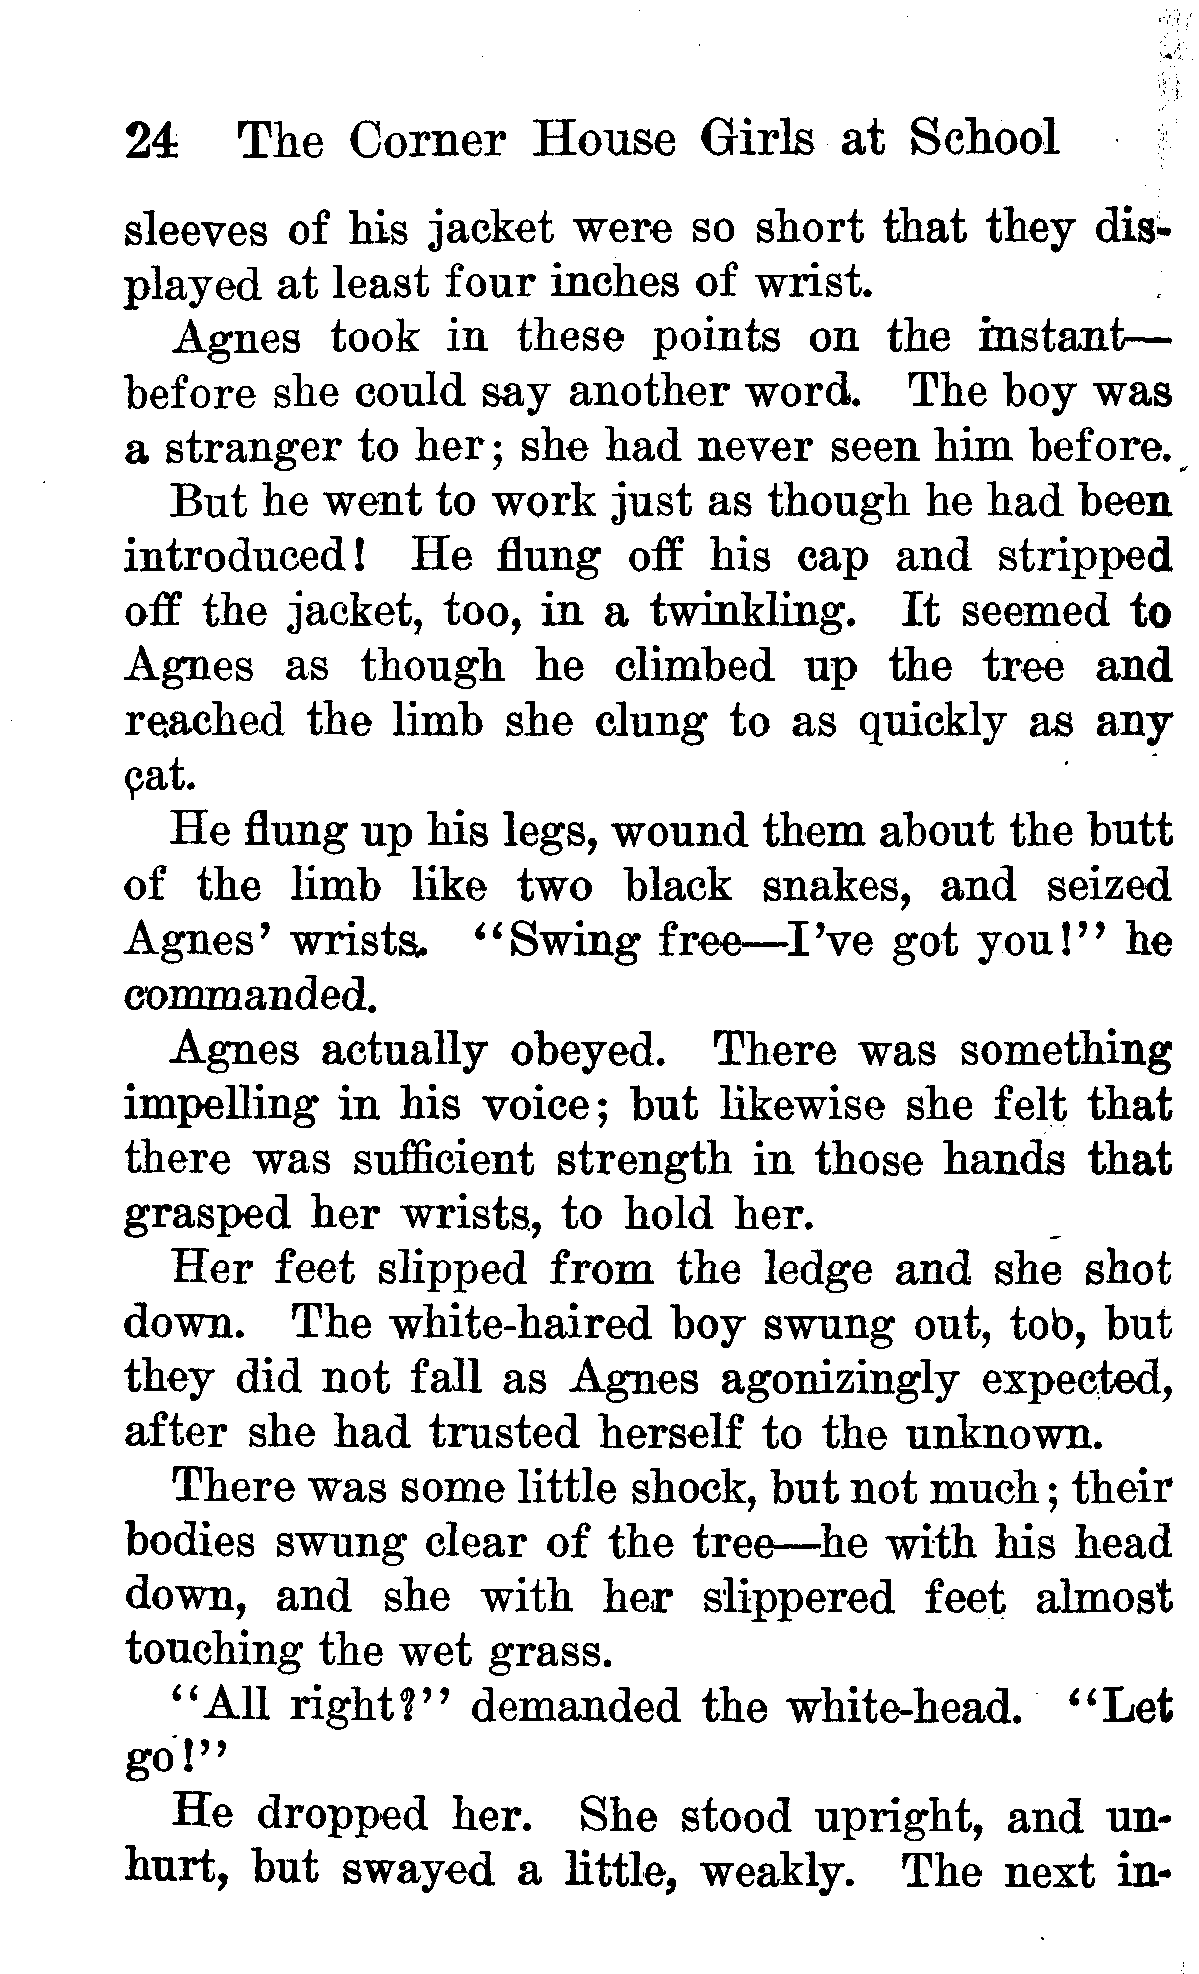 24 The Corner House Girls at School
sleeves of his jacket were so short that they dis-
played at least four inches of wrist.
Agnes took in these points on the instant—
before she could say another word. The boy was
a stranger to her; she had never seen him before.
But he went to work just as though he had been
introduced! He flung off his cap and stripped
off the jacket, too, in a twinkling. It seemed to
Agnes as though he climbed up the tree and
reached the limb she clung to as quickly as any
cat.
He flung up his legs, wound them about the butt
of the limb like two black snakes, and seized
Agnes' wrists. "Swing free—I've got you!" he
commanded.
Agnes actually obeyed. There was something
impelling in his voice; but likewise she felt that
there was sufficient strength in those hands that
grasped her wrists, to hold her.
Her feet slipped from the ledge and she shot
down. The white-haired boy swung out, too, but
they did not fall as Agnes agonizingly expected,
after she had trusted herself to the unknown.
There was some little shock, but not much; their
bodies swung clear of the tree—he with his head
down, and she with her slippered feet almost
touching the wet grass.
"All right?" demanded the white-head. "Let
go!"
He dropped her. She stood upright, and un-
hurt, but swayed a little, weakly. The next in-